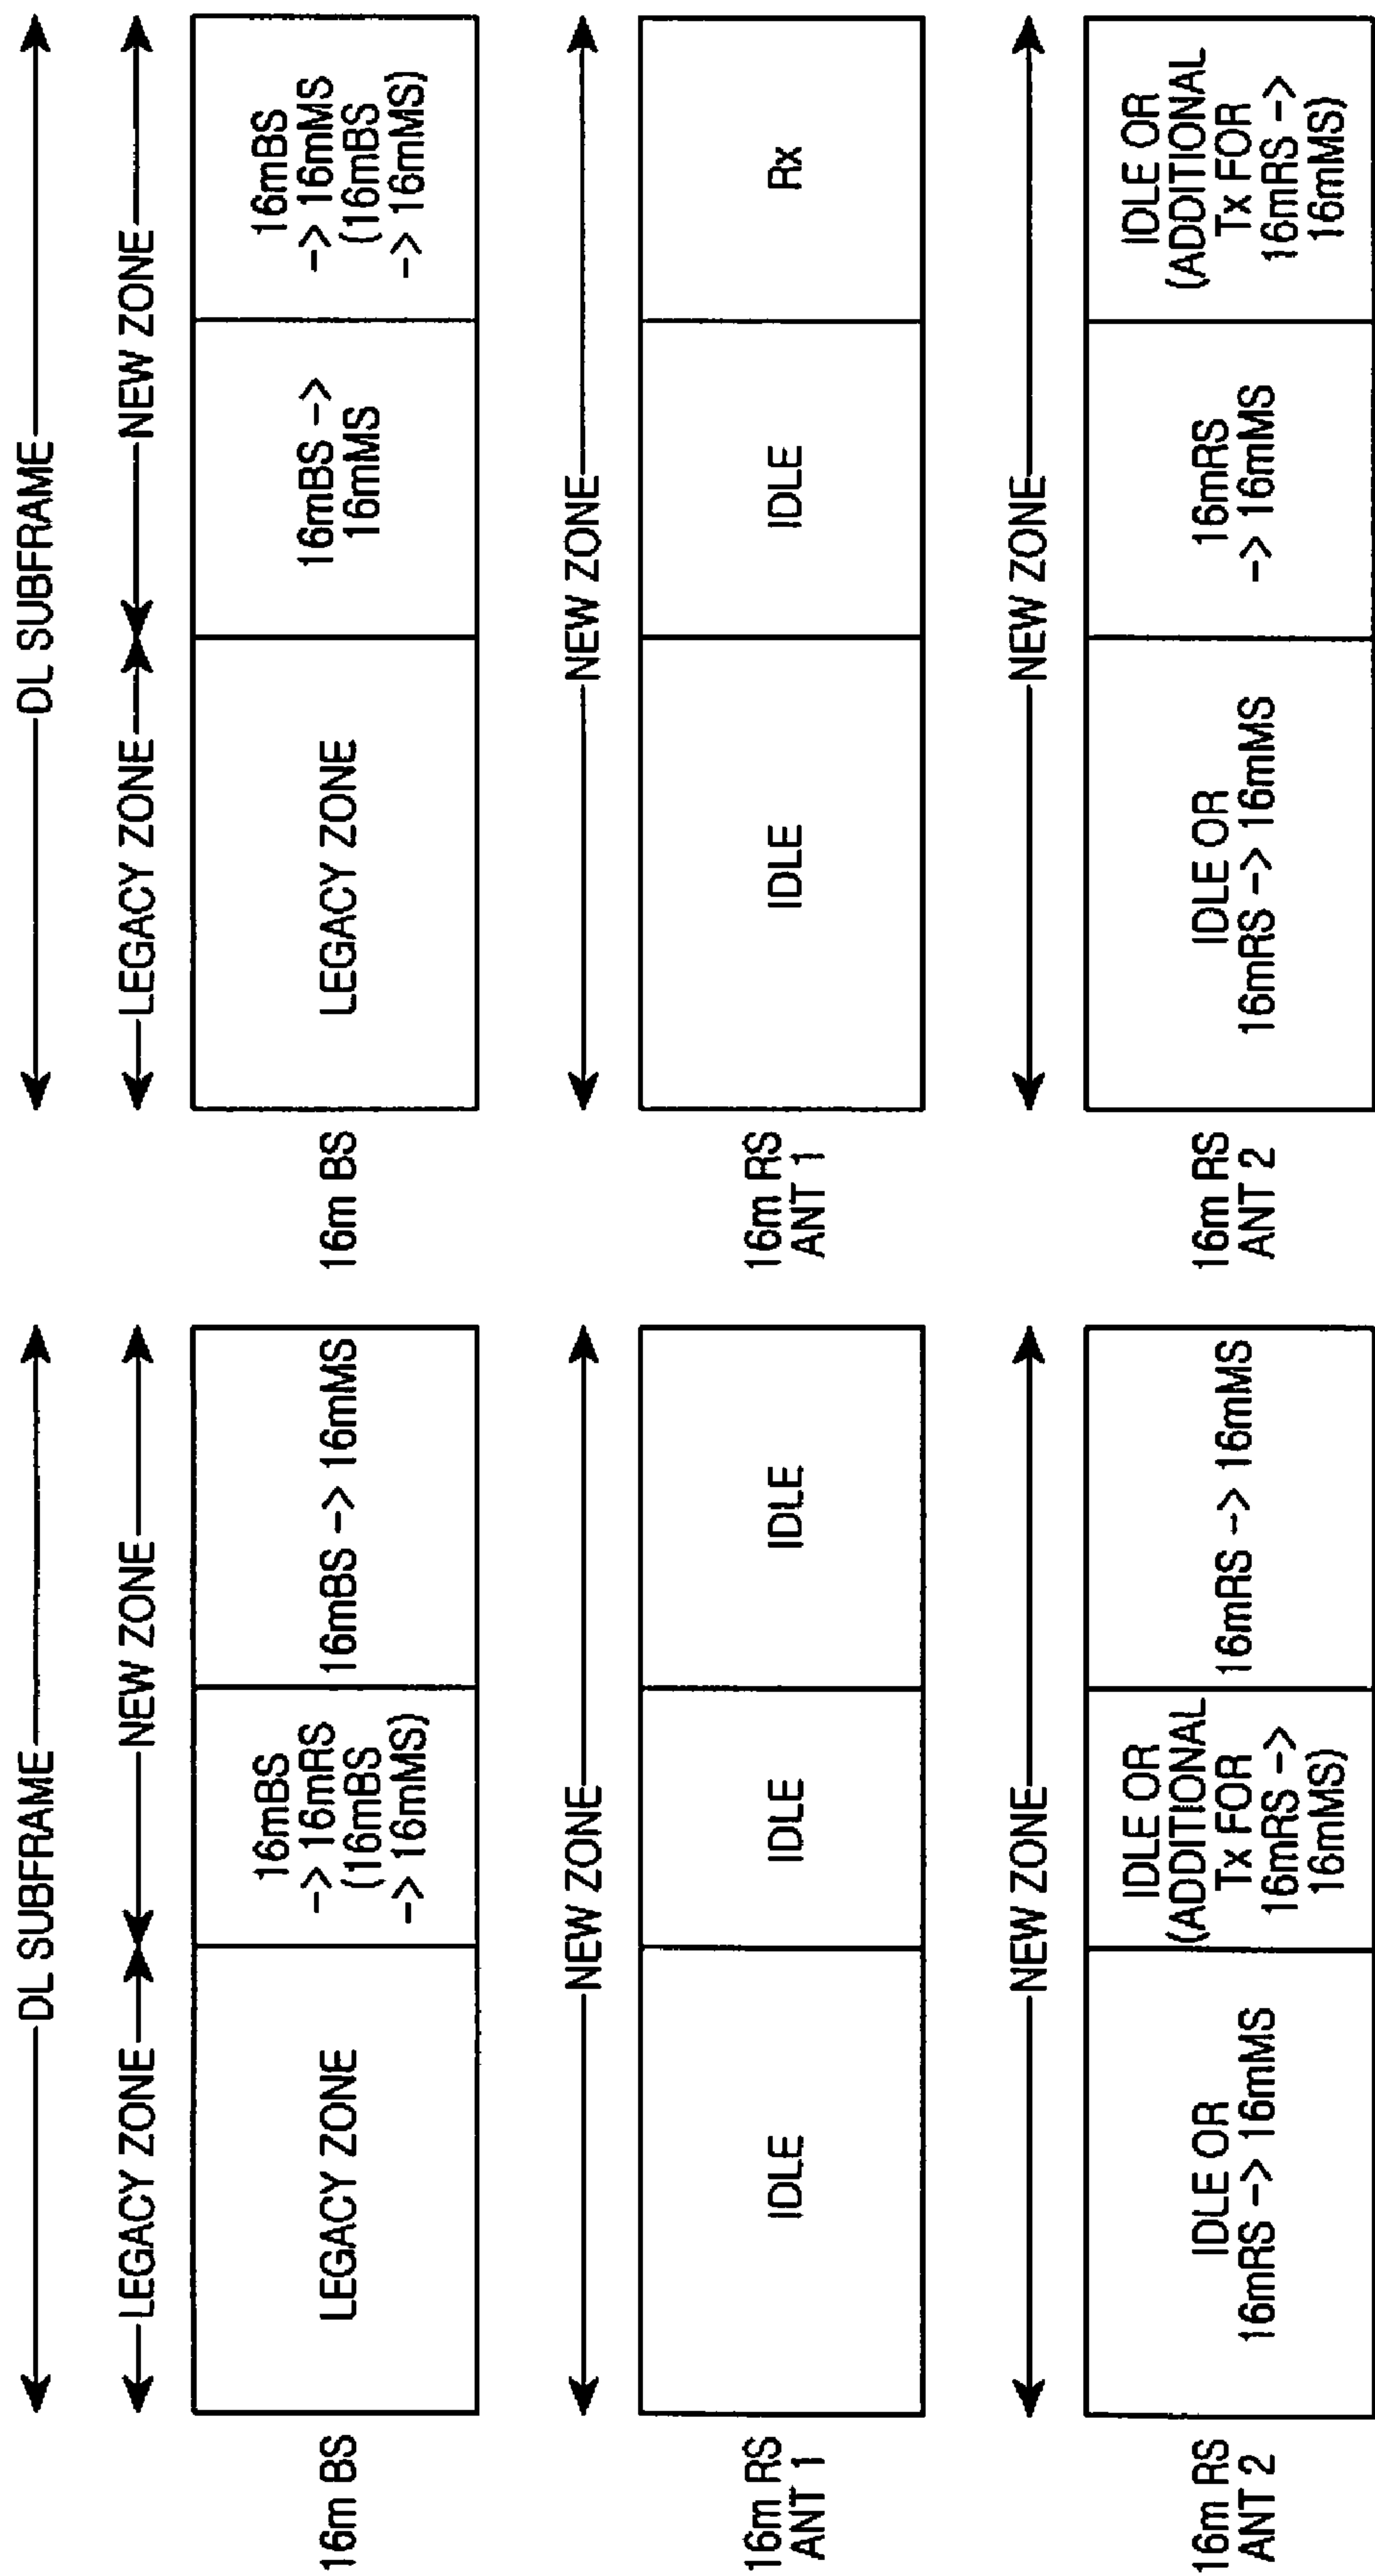 DL SUBFRAME
LEGACY ZONE
NEW ZONE
16m BS
LEGACY ZONE
16mBS
-> 16mRS
(16mBS
-> 16mMS)
16mBS -> 16mMS
NEW ZONE
16m RS
ANT 1
IDLE
IDLE
IDLE
NEW ZONE
16m RS
ANT 2
IDLE OR
16mRS -> 16mMS
IDLE OR
(ADDITIONAL
Tx FOR
16mRS ->
16mMS)
16mRS -> 16mMS
DL SUBFRAME
LEGACY ZONE
NEW ZONE
16m BS
LEGACY ZONE
16mBS ->
16mMS
16mBS
-> 16mMS
(16mBS
-> 16mMS)
NEW ZONE
16m RS
ANT 1
IDLE
IDLE
Rx
NEW ZONE
16m RS
ANT 2
IDLE OR
16mRS -> 16mMS
16mRS
-> 16mMS
IDLE OR
(ADDITIONAL
Tx FOR
16mRS ->
16mMS)